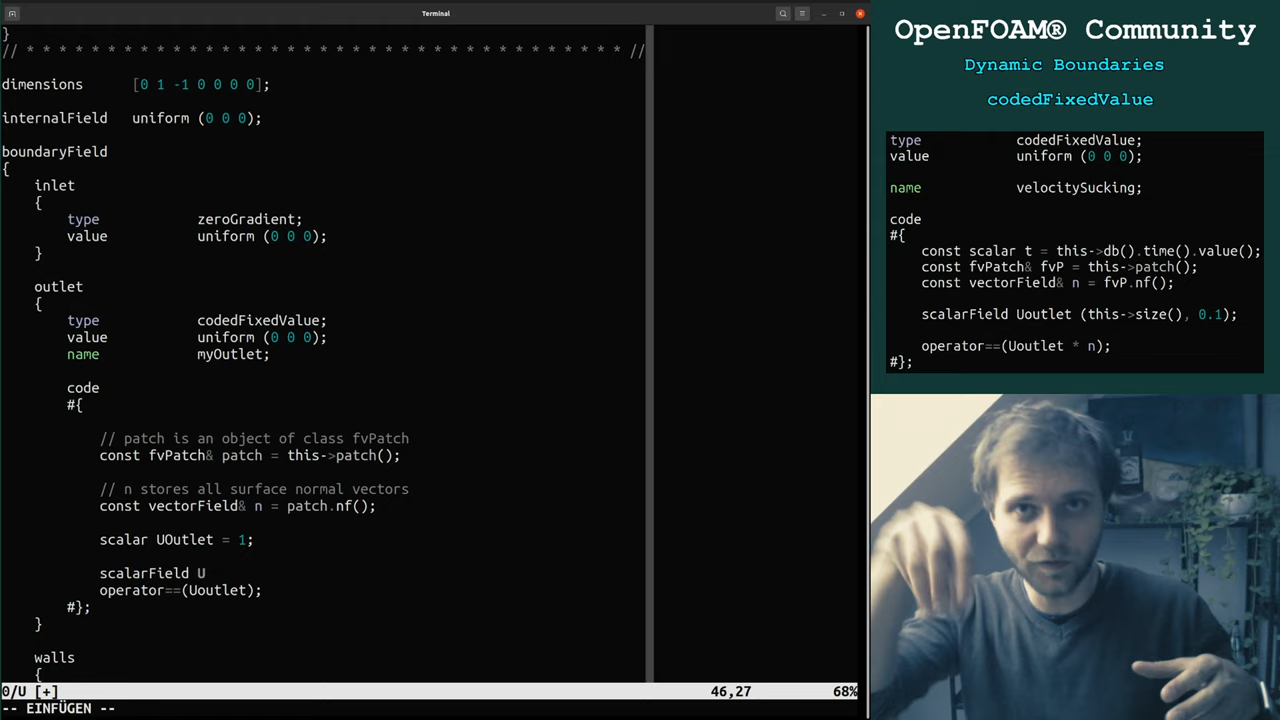 Terminal
}
// * * * * * * * * * * * * * * * * * * * * * * * * * * * * * * * * * * * * * //
dimensions [0 1 -1 0 0 0 0];
internalField uniform (0 0 0);
boundaryField
{
inlet
{
type zeroGradient;
value uniform (0 0 0);
}
outlet
{
type codedFixedValue;
value uniform (0 0 0);
name myOutlet;
code
#{
// patch is an object of class fvPatch
const fvPatch& patch = this->patch();
// n stores all surface normal vectors
const vectorField& n = patch.nf();
scalar UOutlet = 1;
scalarField U
operator==(Uoutlet);
#};
}
walls
{
0/U [+] 46,27 68%
-- EINFÜGEN --
OpenFOAM® Community
Dynamic Boundaries
codedFixedValue
type codedFixedValue;
value uniform (0 0 0);
name velocitySucking;
code
#{
const scalar t = this->db().time().value();
const fvPatch& fvP = this->patch();
const vectorField& n = fvP.nf();
scalarField Uoutlet (this->size(), 0.1);
operator==(Uoutlet * n);
#};